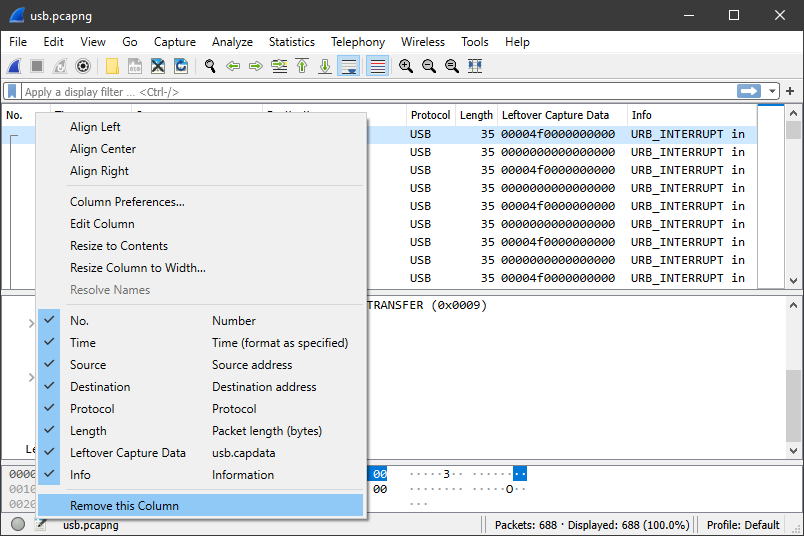 usb.pcapng
File Edit View Go Capture Analyze Statistics Telephony Wireless Tools Help
Apply a display filter ... <Ctrl-/>
No. Protocol Length Leftover Capture Data Info
USB 35 00004f0000000000 URB_INTERRUPT in
USB 35 0000000000000000 URB_INTERRUPT in
USB 35 00004f0000000000 URB_INTERRUPT in
USB 35 0000000000000000 URB_INTERRUPT in
USB 35 00004f0000000000 URB_INTERRUPT in
USB 35 0000000000000000 URB_INTERRUPT in
USB 35 00004f0000000000 URB_INTERRUPT in
USB 35 0000000000000000 URB_INTERRUPT in
USB 35 00004f0000000000 URB_INTERRUPT in
Align Left
Align Center
Align Right
Column Preferences...
Edit Column
Resize to Contents
Resize Column to Width...
Resolve Names
No. Number
Time Time (format as specified)
Source Source address
Destination Destination address
Protocol Protocol
Length Packet length (bytes)
Leftover Capture Data usb.capdata
Info Information
Remove this Column
TRANSFER (0x0009)
Le
0000 00 ·····3·· ········
0010 00 ········ ·····O··
0020 ···
usb.pcapng Packets: 688 · Displayed: 688 (100.0%) Profile: Default